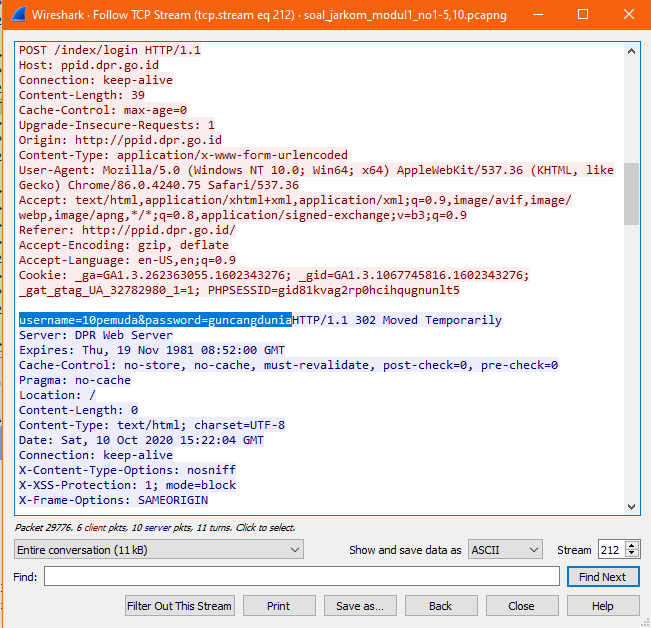 Wireshark · Follow TCP Stream (tcp.stream eq 212) · soal_jarkom_modul1_no1-5,10.pcapng
POST /index/login HTTP/1.1
Host: ppid.dpr.go.id
Connection: keep-alive
Content-Length: 39
Cache-Control: max-age=0
Upgrade-Insecure-Requests: 1
Origin: http://ppid.dpr.go.id
Content-Type: application/x-www-form-urlencoded
User-Agent: Mozilla/5.0 (Windows NT 10.0; Win64; x64) AppleWebKit/537.36 (KHTML, like
Gecko) Chrome/86.0.4240.75 Safari/537.36
Accept: text/html,application/xhtml+xml,application/xml;q=0.9,image/avif,image/
webp,image/apng,*/*;q=0.8,application/signed-exchange;v=b3;q=0.9
Referer: http://ppid.dpr.go.id/
Accept-Encoding: gzip, deflate
Accept-Language: en-US,en;q=0.9
Cookie: _ga=GA1.3.262363055.1602343276; _gid=GA1.3.1067745816.1602343276;
_gat_gtag_UA_32782980_1=1; PHPSESSID=gid81kvag2rp0hcihqugnunlt5
username=10pemuda&password=guncangduniaHTTP/1.1 302 Moved Temporarily
Server: DPR Web Server
Expires: Thu, 19 Nov 1981 08:52:00 GMT
Cache-Control: no-store, no-cache, must-revalidate, post-check=0, pre-check=0
Pragma: no-cache
Location: /
Content-Length: 0
Content-Type: text/html; charset=UTF-8
Date: Sat, 10 Oct 2020 15:22:04 GMT
Connection: keep-alive
X-Content-Type-Options: nosniff
X-XSS-Protection: 1; mode=block
X-Frame-Options: SAMEORIGIN
Packet 29776. 6 client pkts, 10 server pkts, 11 turns. Click to select.
Entire conversation (11 kB) Show and save data as ASCII Stream 212
Find: Find Next
Filter Out This Stream Print Save as... Back Close Help